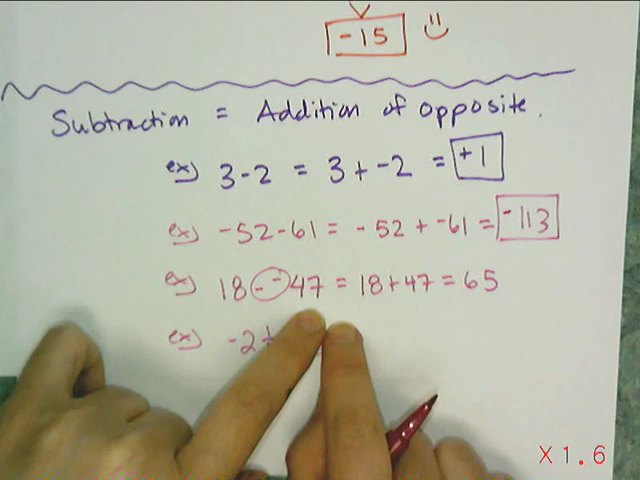 -15
Subtraction = Addition of opposite.
ex) 3-2 = 3+-2 = +1
ex) -52-61 = -52+-61 = -113
ex) 18--47 = 18+47 = 65
ex) -2
X1.6